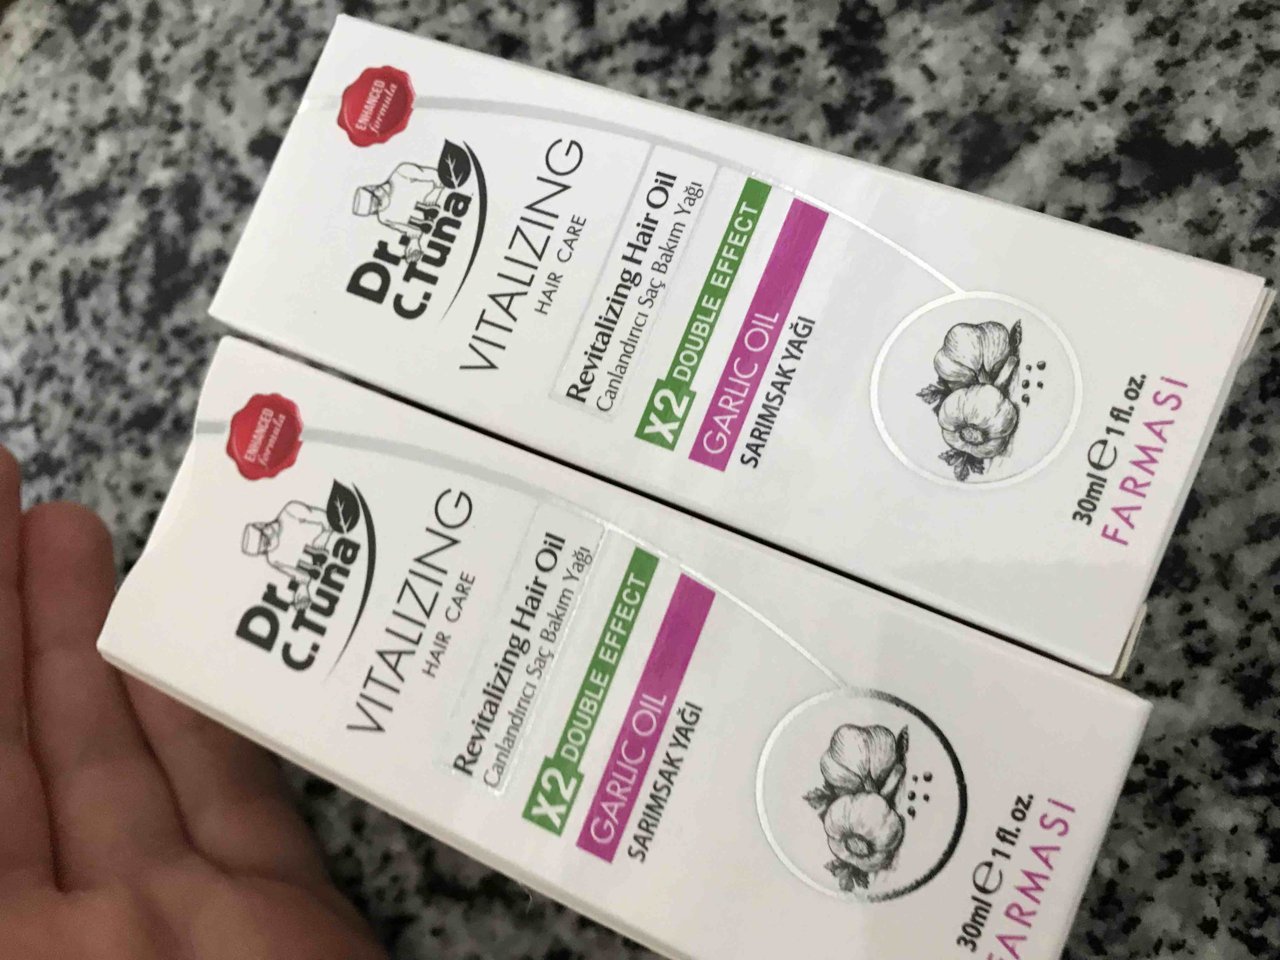 ENHANCED
formula
Dr.
C.Tuna
VITALIZING
HAIR CARE
Revitalizing Hair Oil
Canlandırıcı Saç Bakım Yağı
X2 DOUBLE EFFECT
GARLIC OIL
SARIMSAK YAĞI
30ml e 1 fl. oz.
FARMASI
ENHANCED
formula
Dr.
C.Tuna
VITALIZING
HAIR CARE
Revitalizing Hair Oil
Canlandırıcı Saç Bakım Yağı
X2 DOUBLE EFFECT
GARLIC OIL
SARIMSAK YAĞI
30ml e 1 fl. oz.
ARMASI